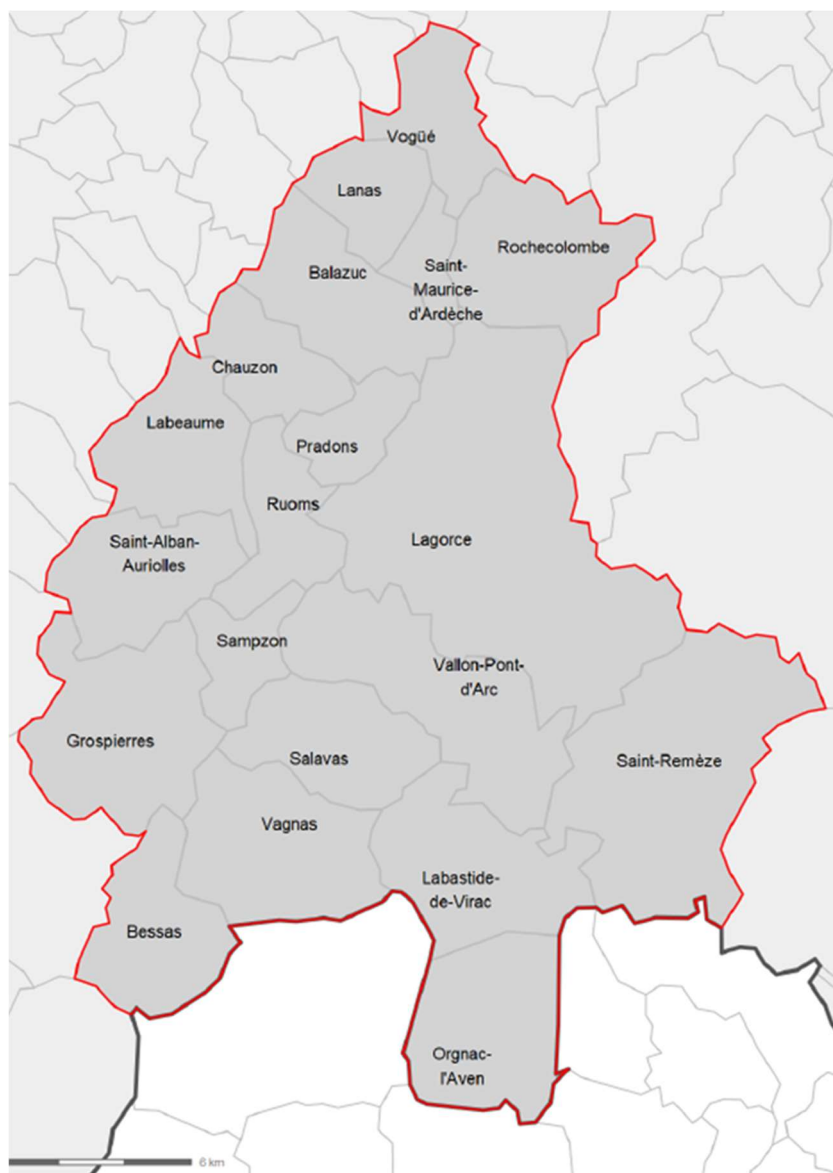 Vogüé
Lanas
Rochecolombe
Balazuc
Saint-
Maurice-
d'Ardèche
Chauzon
Labeaume
Pradons
Ruoms
Lagorce
Saint-Alban-
Auriolles
Sampzon
Vallon-Pont-
d'Arc
Grospierres
Salavas
Saint-Remèze
Vagnas
Labastide-
de-Virac
Bessas
Orgnac-
l'Aven
6 km